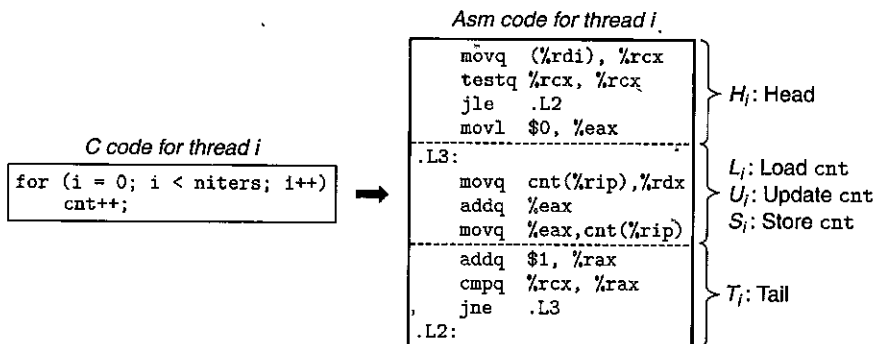 Asm code for thread i
movq (%rdi), %rcx
testq %rcx, %rcx
jle .L2
movl $0, %eax
H_i: Head
C code for thread i
for (i = 0; i < niters; i++)
cnt++;
.L3:
movq cnt(%rip),%rdx
addq %eax
movq %eax,cnt(%rip)
L_i: Load cnt
U_i: Update cnt
S_i: Store cnt
addq $1, %rax
cmpq %rcx, %rax
jne .L3
.L2:
T_i: Tail